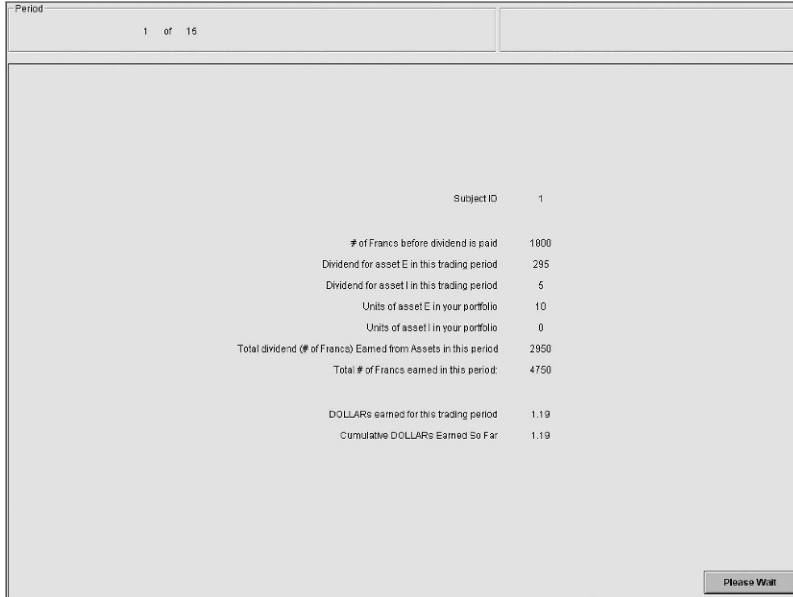 Period
1 of 16
Subject ID 1
# of Francs before dividend is paid 1800
Dividend for asset E in this trading period 295
Dividend for asset I in this trading period 5
Units of asset E in your portfolio 10
Units of asset I in your portfolio 0
Total dividend (# of Francs) Earned from Assets in this period 2950
Total # of Francs earned in this period: 4750
DOLLARs earned for this trading period 1.19
Cumulative DOLLARs Earned So Far 1.19
Please Wait